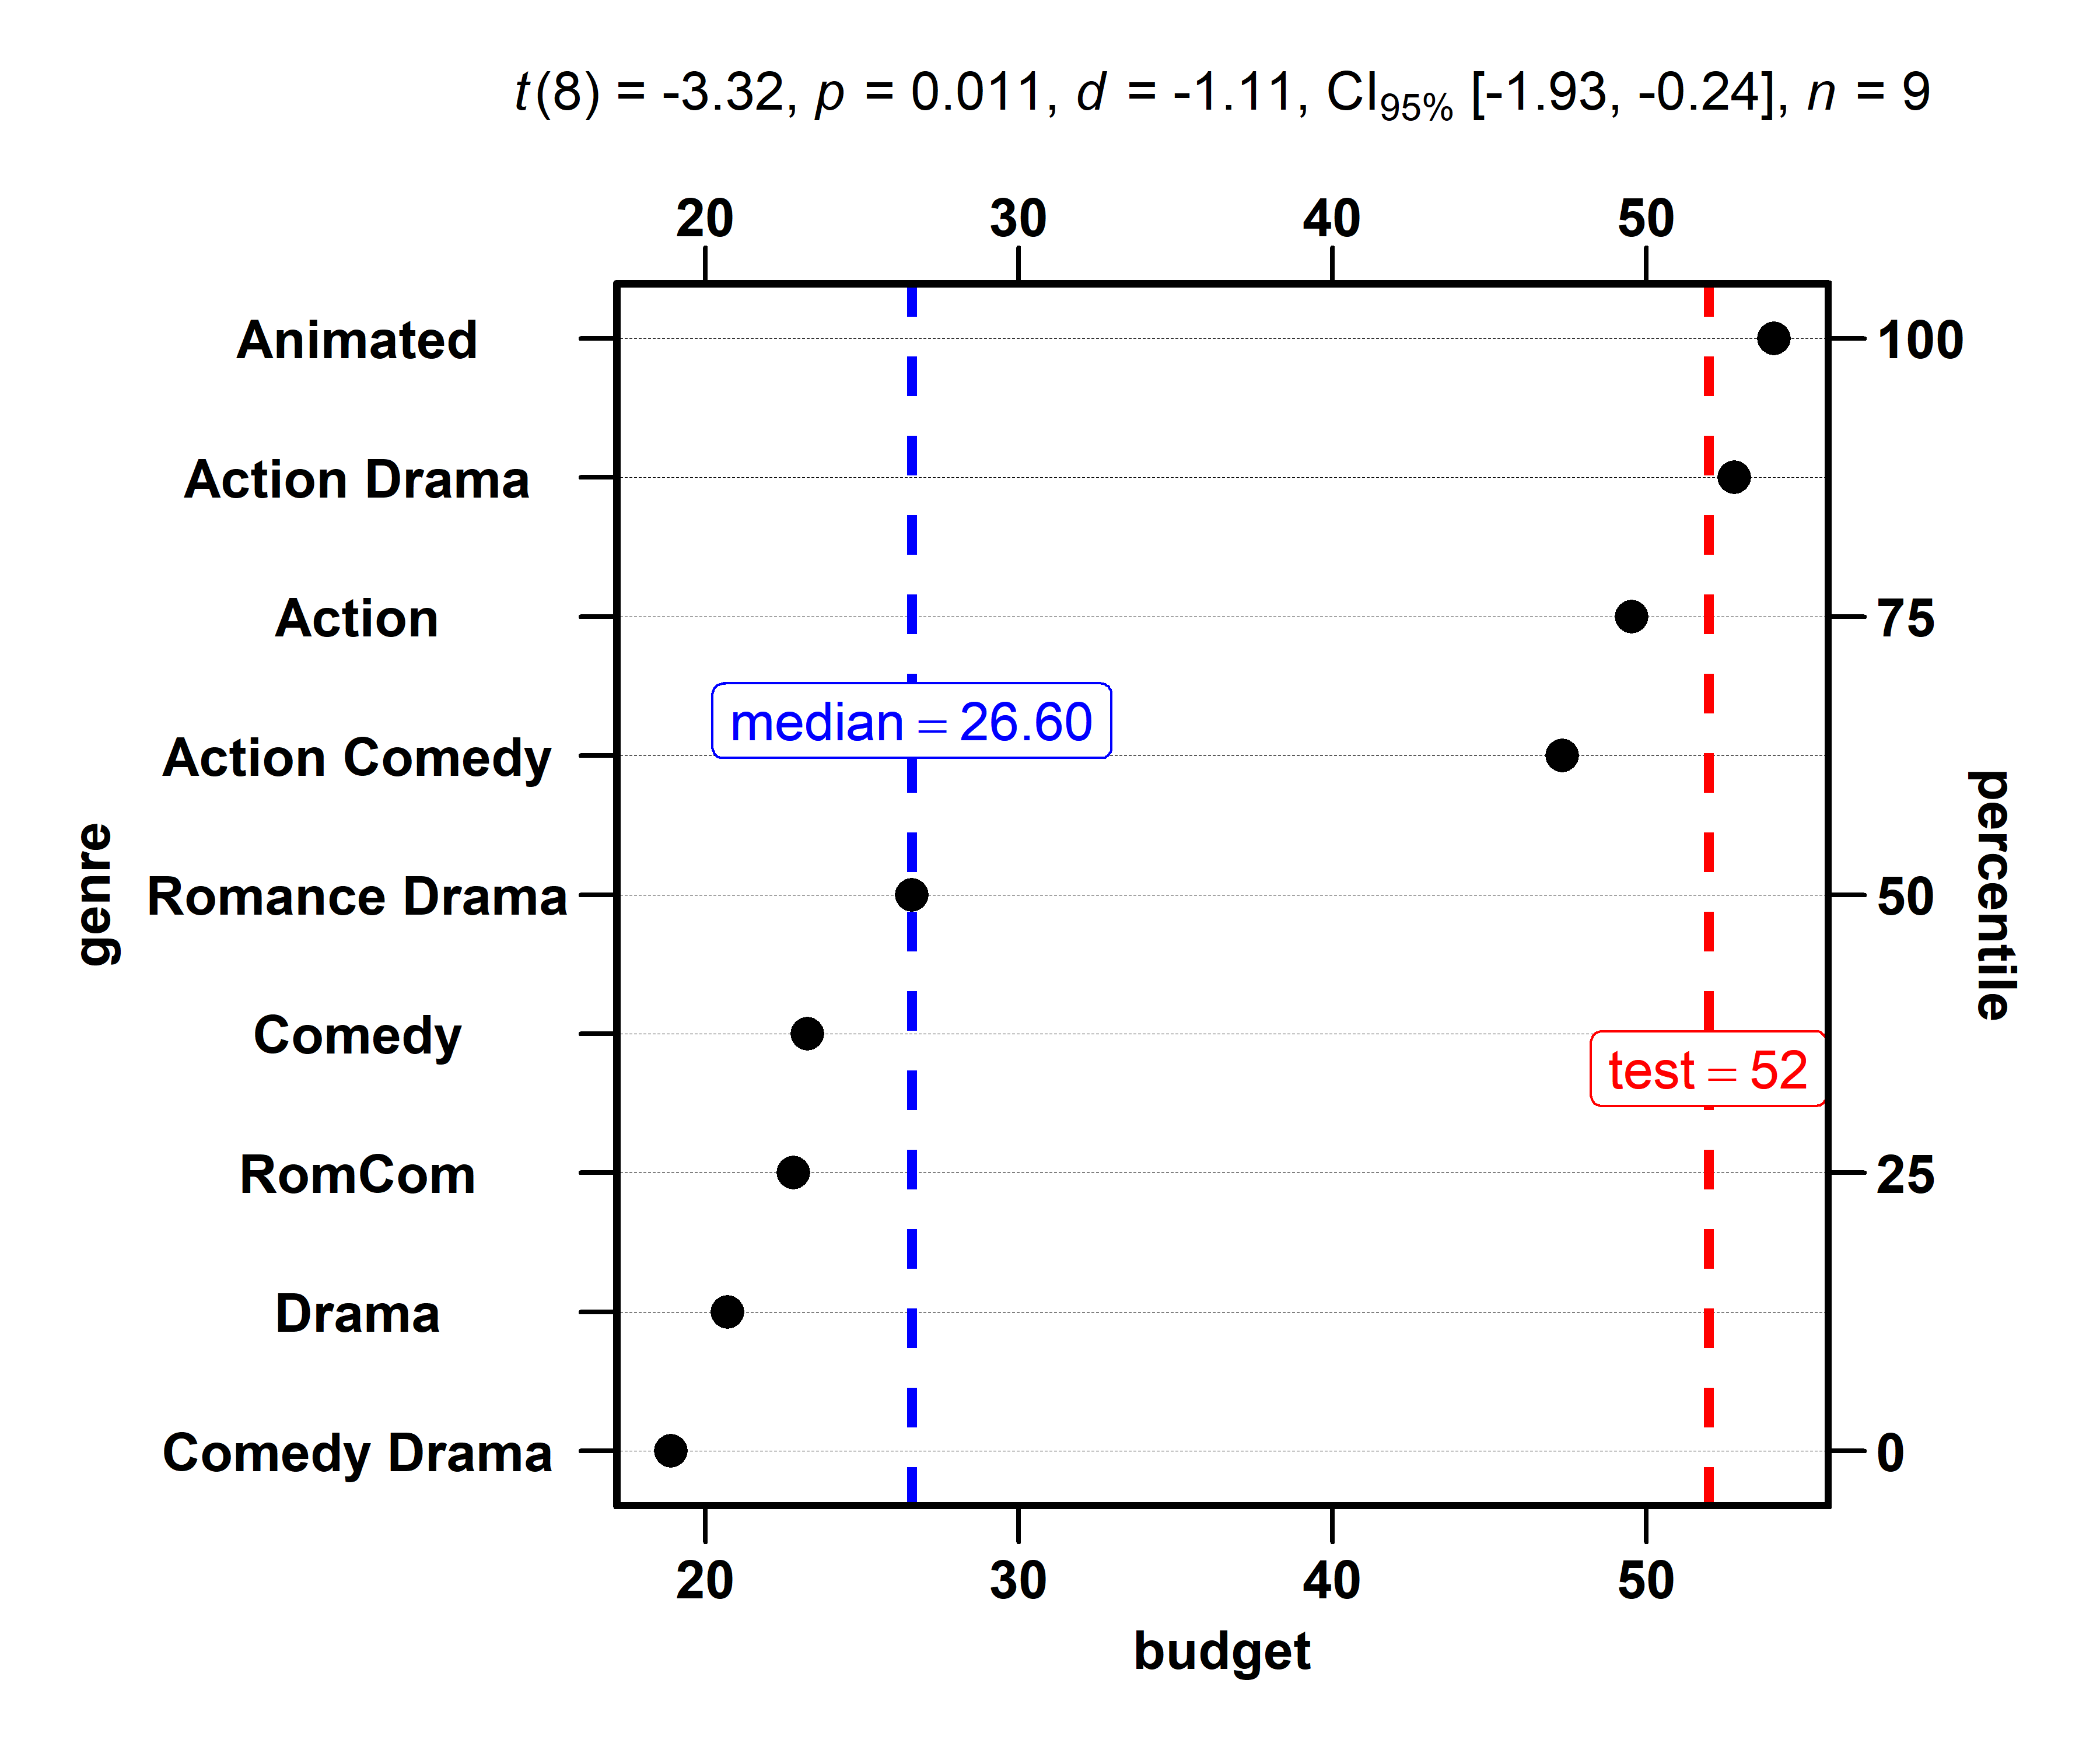 t(8) = -3.32, p = 0.011, d = -1.11, CI95% [-1.93, -0.24], n = 9
20 30 40 50
Animated 100
Action Drama
Action 75
median = 26.60
Action Comedy
genre
percentile
Romance Drama 50
Comedy
test = 52
RomCom 25
Drama
Comedy Drama 0
20 30 40 50
budget